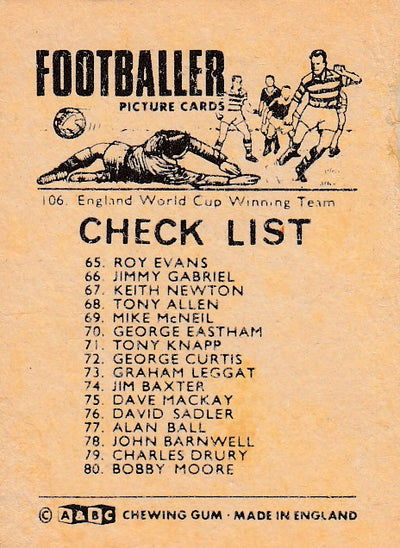 FOOTBALLER
PICTURE CARDS
106. England World Cup Winning Team
CHECK LIST
65. ROY EVANS
66. JIMMY GABRIEL
67. KEITH NEWTON
68. TONY ALLEN
69. MIKE McNEIL
70. GEORGE EASTHAM
71. TONY KNAPP
72. GEORGE CURTIS
73. GRAHAM LEGGAT
74. JIM BAXTER
75. DAVE MACKAY
76. DAVID SADLER
77. ALAN BALL
78. JOHN BARNWELL
79. CHARLES DRURY
80. BOBBY MOORE
© A&BC CHEWING GUM · MADE IN ENGLAND